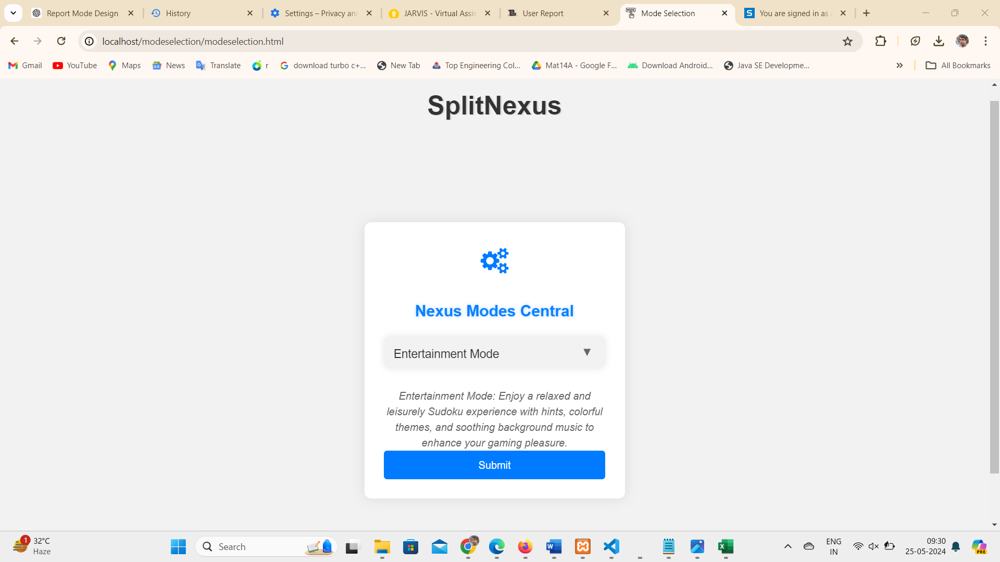 Report Mode Design
History
Settings – Privacy and
JARVIS - Virtual Assis
User Report
Mode Selection
You are signed in as
localhost/modeselection/modeselection.html
Gmail
YouTube
Maps
News
Translate
r
download turbo c+...
New Tab
Top Engineering Col...
Mat14A - Google F...
Download Android...
Java SE Developme...
All Bookmarks
SplitNexus
Nexus Modes Central
Entertainment Mode
Entertainment Mode: Enjoy a relaxed and
leisurely Sudoku experience with hints, colorful
themes, and soothing background music to
enhance your gaming pleasure.
Submit
1
32°C
Haze
Search
ENG
IN
09:30
25-05-2024
PRE